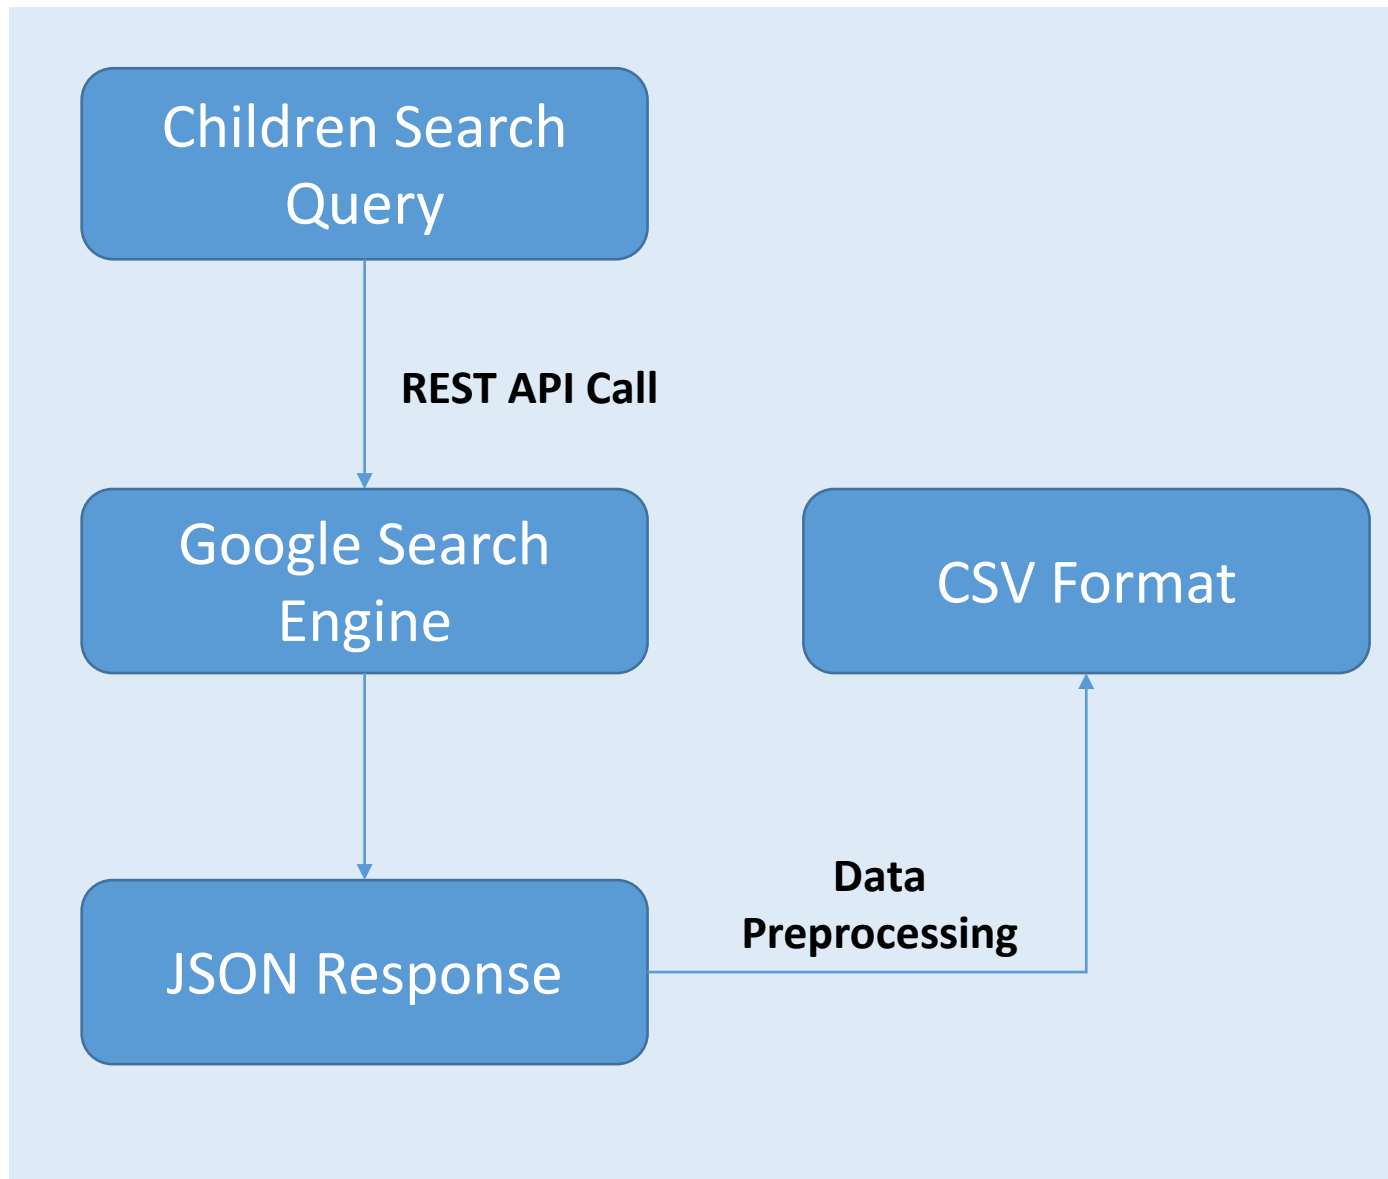 Children Search
Query
REST API Call
Google Search
Engine
CSV Format
Data
Preprocessing
JSON Response